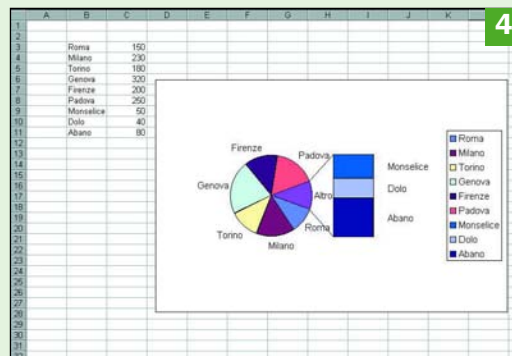 4
A B C D E F G H I J K
1
2
3 Roma 150
4 Milano 230
5 Torino 180
6 Genova 320
7 Firenze 200
8 Padova 250
9 Monselice 50
10 Dolo 40
11 Abano 80
12
13
14
15
16
17
18
19
20
21
22
23
24
25
26
27
28
29
30
31
Firenze
Padova
Genova
Altro
Torino
Roma
Milano
Monselice
Dolo
Abano
Roma
Milano
Torino
Genova
Firenze
Padova
Monselice
Dolo
Abano